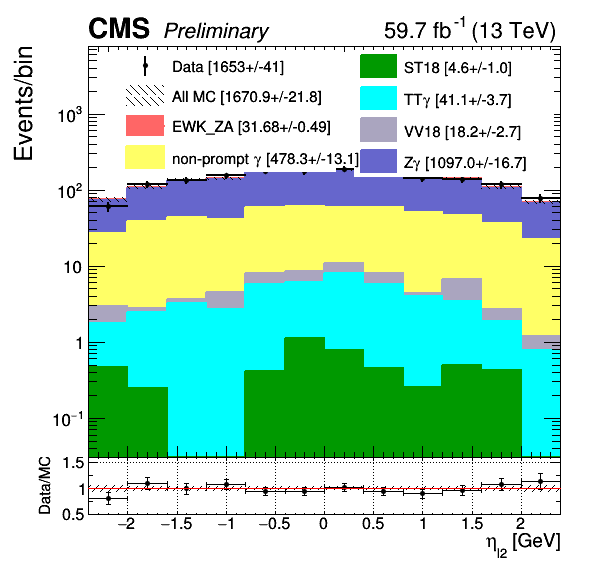 CMS Preliminary 59.7 fb⁻¹ (13 TeV)
Events/bin
Data [1653+/-41]
All MC [1670.9+/-21.8]
EWK_ZA [31.68+/-0.49]
non-prompt γ [478.3+/-13.1]
ST18 [4.6+/-1.0]
TTγ [41.1+/-3.7]
VV18 [18.2+/-2.7]
Zγ [1097.0+/-16.7]
10³
10²
10
1
10⁻¹
Data/MC
1.5
1
0.5
−2 −1.5 −1 −0.5 0 0.5 1 1.5 2
η_l2 [GeV]